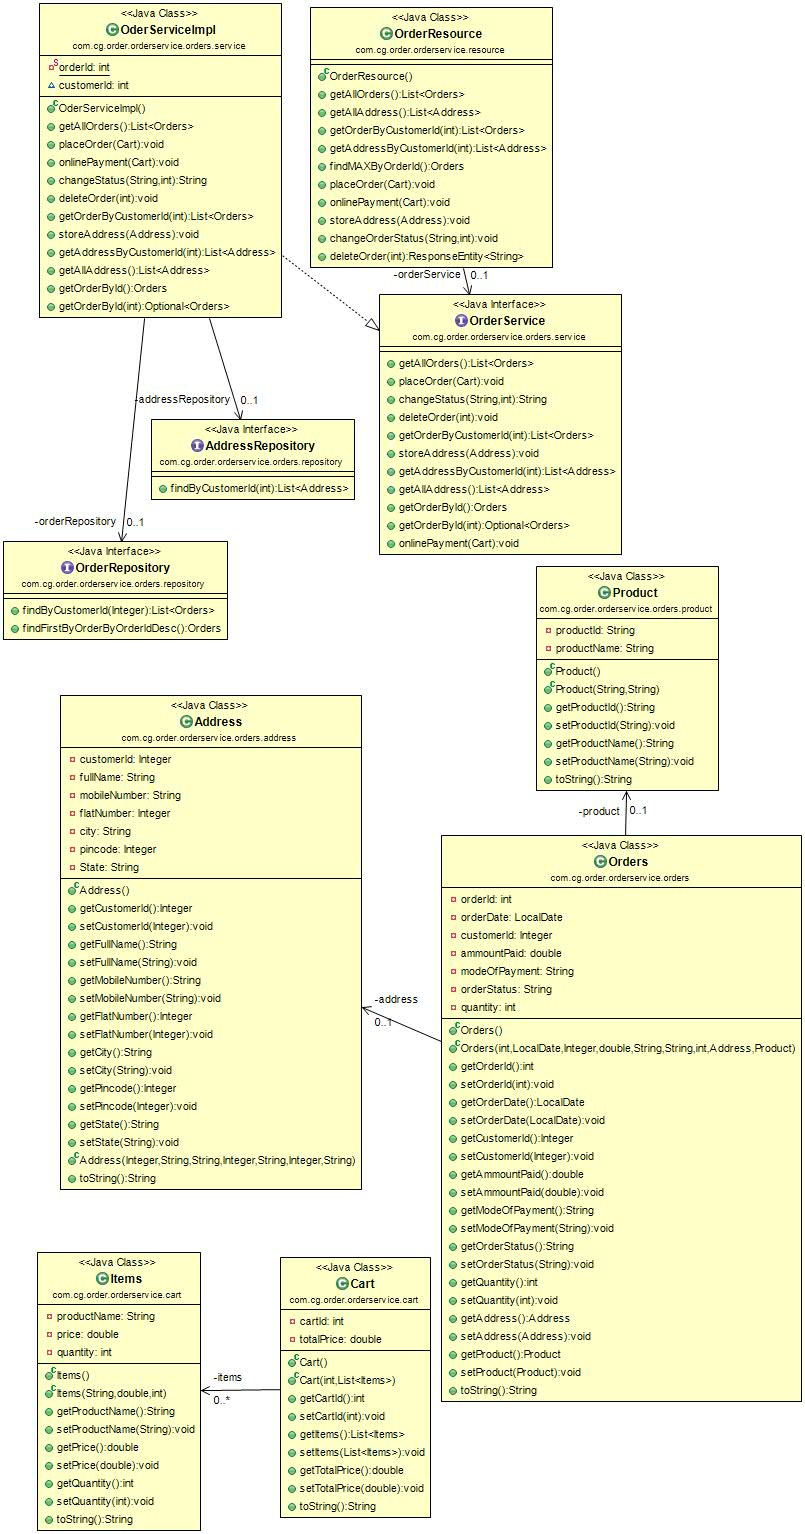 <<Java Class>>
OderServiceImpl
com.cg.order.orderservice.orders.service
orderId: int
customerId: int
OderServiceImpl()
getAllOrders():List<Orders>
placeOrder(Cart):void
onlinePayment(Cart):void
changeStatus(String,int):String
deleteOrder(int):void
getOrderByCustomerId(int):List<Orders>
storeAddress(Address):void
getAddressByCustomerId(int):List<Address>
getAllAddress():List<Address>
getOrderById():Orders
getOrderById(int):Optional<Orders>
<<Java Class>>
OrderResource
com.cg.order.orderservice.resource
OrderResource()
getAllOrders():List<Orders>
getAllAddress():List<Address>
getOrderByCustomerId(int):List<Orders>
getAddressByCustomerId(int):List<Address>
findMAXByOrderId():Orders
placeOrder(Cart):void
onlinePayment(Cart):void
storeAddress(Address):void
changeOrderStatus(String,int):void
deleteOrder(int):ResponseEntity<String>
-orderService
0..1
<<Java Interface>>
OrderService
com.cg.order.orderservice.orders.service
getAllOrders():List<Orders>
placeOrder(Cart):void
changeStatus(String,int):String
deleteOrder(int):void
getOrderByCustomerId(int):List<Orders>
storeAddress(Address):void
getAddressByCustomerId(int):List<Address>
getAllAddress():List<Address>
getOrderById():Orders
getOrderById(int):Optional<Orders>
onlinePayment(Cart):void
-addressRepository
0..1
<<Java Interface>>
AddressRepository
com.cg.order.orderservice.orders.repository
findByCustomerId(int):List<Address>
-orderRepository
0..1
<<Java Interface>>
OrderRepository
com.cg.order.orderservice.orders.repository
findByCustomerId(Integer):List<Orders>
findFirstByOrderByOrderIdDesc():Orders
<<Java Class>>
Product
com.cg.order.orderservice.orders.product
productId: String
productName: String
Product()
Product(String,String)
getProductId():String
setProductId(String):void
getProductName():String
setProductName(String):void
toString():String
-product
0..1
<<Java Class>>
Address
com.cg.order.orderservice.orders.address
customerId: Integer
fullName: String
mobileNumber: String
flatNumber: Integer
city: String
pincode: Integer
State: String
Address()
getCustomerId():Integer
setCustomerId(Integer):void
getFullName():String
setFullName(String):void
getMobileNumber():String
setMobileNumber(String):void
getFlatNumber():Integer
setFlatNumber(Integer):void
getCity():String
setCity(String):void
getPincode():Integer
setPincode(Integer):void
getState():String
setState(String):void
Address(Integer,String,String,Integer,String,Integer,String)
toString():String
-address
0..1
<<Java Class>>
Orders
com.cg.order.orderservice.orders
orderId: int
orderDate: LocalDate
customerId: Integer
ammountPaid: double
modeOfPayment: String
orderStatus: String
quantity: int
Orders()
Orders(int,LocalDate,Integer,double,String,String,int,Address,Product)
getOrderId():int
setOrderId(int):void
getOrderDate():LocalDate
setOrderDate(LocalDate):void
getCustomerId():Integer
setCustomerId(Integer):void
getAmmountPaid():double
setAmmountPaid(double):void
getModeOfPayment():String
setModeOfPayment(String):void
getOrderStatus():String
setOrderStatus(String):void
getQuantity():int
setQuantity(int):void
getAddress():Address
setAddress(Address):void
getProduct():Product
setProduct(Product):void
toString():String
<<Java Class>>
Items
com.cg.order.orderservice.cart
productName: String
price: double
quantity: int
Items()
Items(String,double,int)
getProductName():String
setProductName(String):void
getPrice():double
setPrice(double):void
getQuantity():int
setQuantity(int):void
toString():String
-items
0..*
<<Java Class>>
Cart
com.cg.order.orderservice.cart
cartId: int
totalPrice: double
Cart()
Cart(int,List<Items>)
getCartId():int
setCartId(int):void
getItems():List<Items>
setItems(List<Items>):void
getTotalPrice():double
setTotalPrice(double):void
toString():String